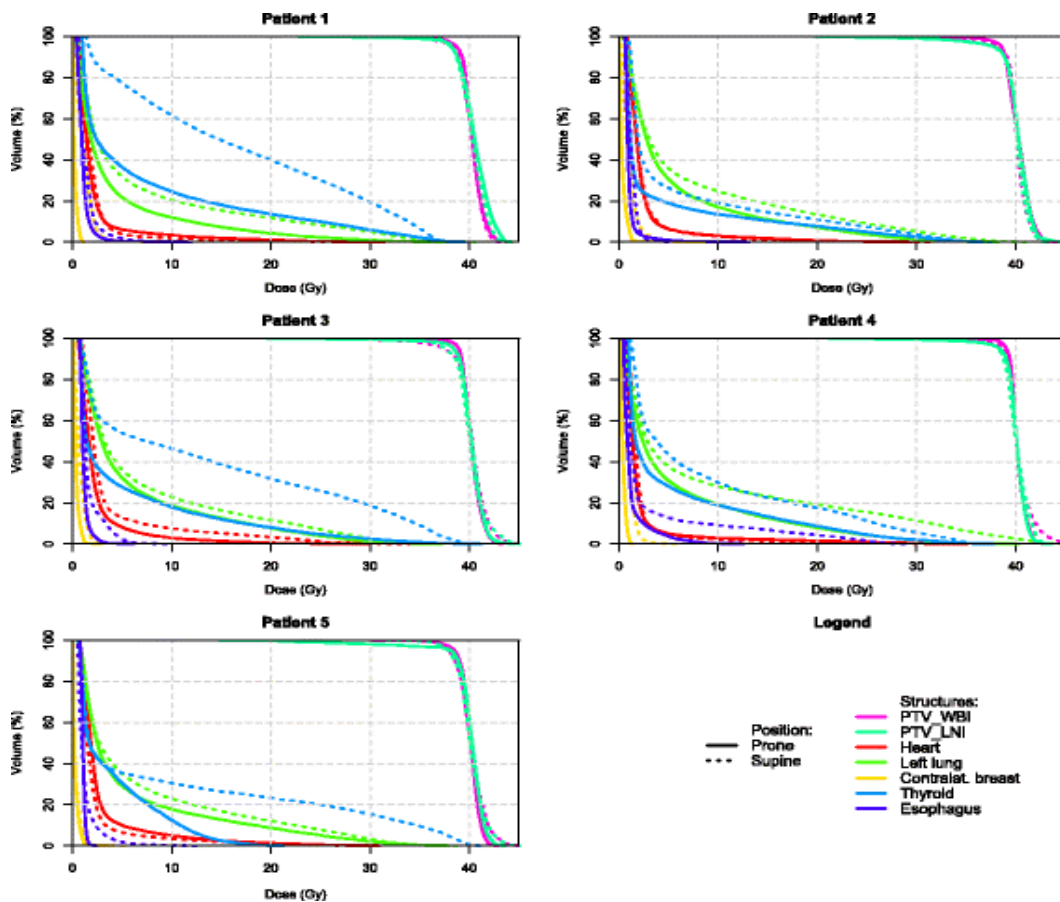 Patient 1
Volume (%)
100
80
60
40
20
0
0 10 20 30 40
Dose (Gy)
Patient 2
Volume (%)
100
80
60
40
20
0
0 10 20 30 40
Dose (Gy)
Patient 3
Volume (%)
100
80
60
40
20
0
0 10 20 30 40
Dose (Gy)
Patient 4
Volume (%)
100
80
60
40
20
0
0 10 20 30 40
Dose (Gy)
Patient 5
Volume (%)
100
80
60
40
20
0
0 10 20 30 40
Dose (Gy)
Legend
Position:
Prone
Supine
Structures:
PTV_WBI
PTV_LNI
Heart
Left lung
Contralat. breast
Thyroid
Esophagus